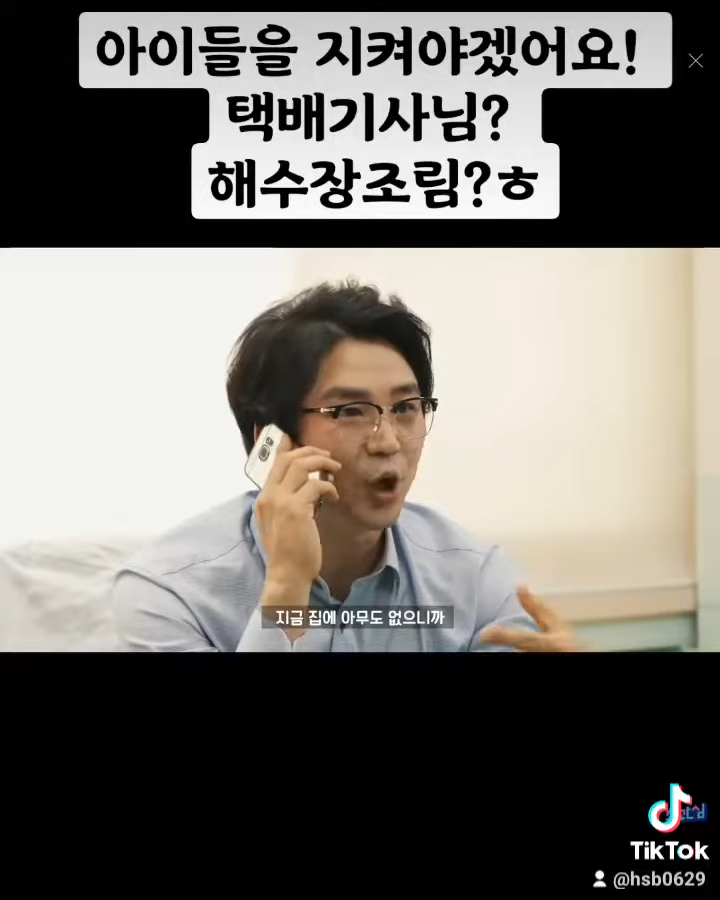 아이들을 지켜야겠어요!
택배기사님?
해수장조림?ㅎ
지금 집에 아무도 없으니까
TikTok
@hsb0629